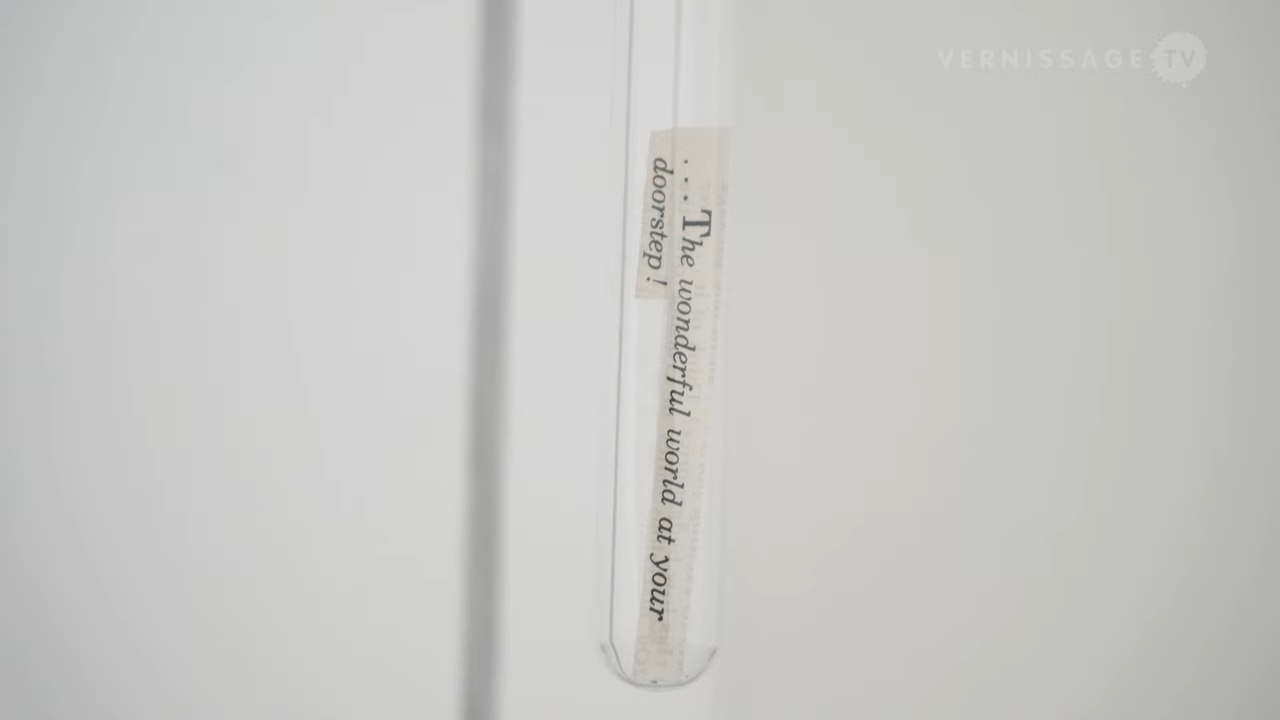 VERNISSAGE TV
. . . The wonderful world at your
doorstep !